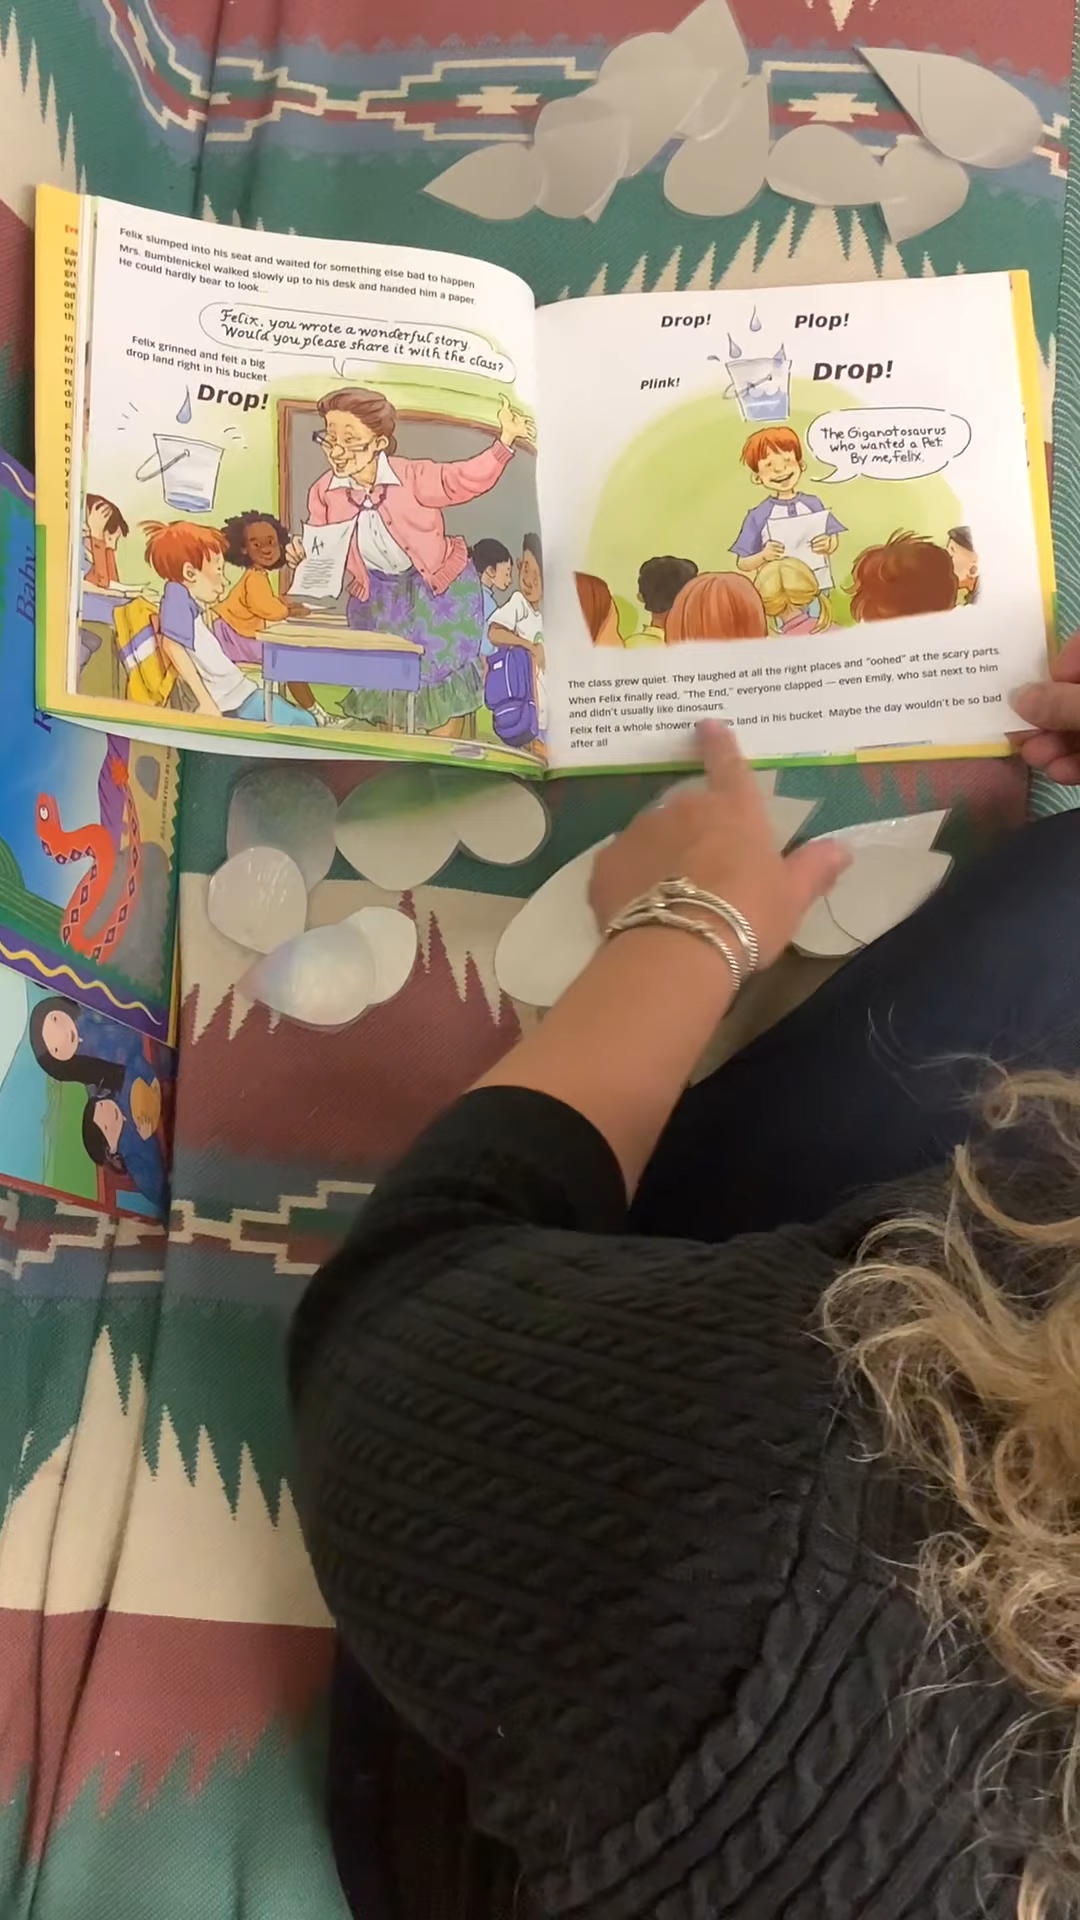 Felix slumped into his seat and waited for something else bad to happen.
Mrs. Bumblenickel walked slowly up to his desk and handed him a paper.
He could hardly bear to look...
Felix, you wrote a wonderful story.
Would you please share it with the class?
Felix grinned and felt a big
drop land right in his bucket.
Drop!
A+
Drop!
Plop!
Plink!
Drop!
The Giganotosaurus
who wanted a Pet.
By me, Felix.
The class grew quiet. They laughed at all the right places and "oohed" at the scary parts.
When Felix finally read, "The End," everyone clapped — even Emily, who sat next to him
and didn't usually like dinosaurs.
Felix felt a whole shower land in his bucket. Maybe the day wouldn't be so bad
after all
Baby